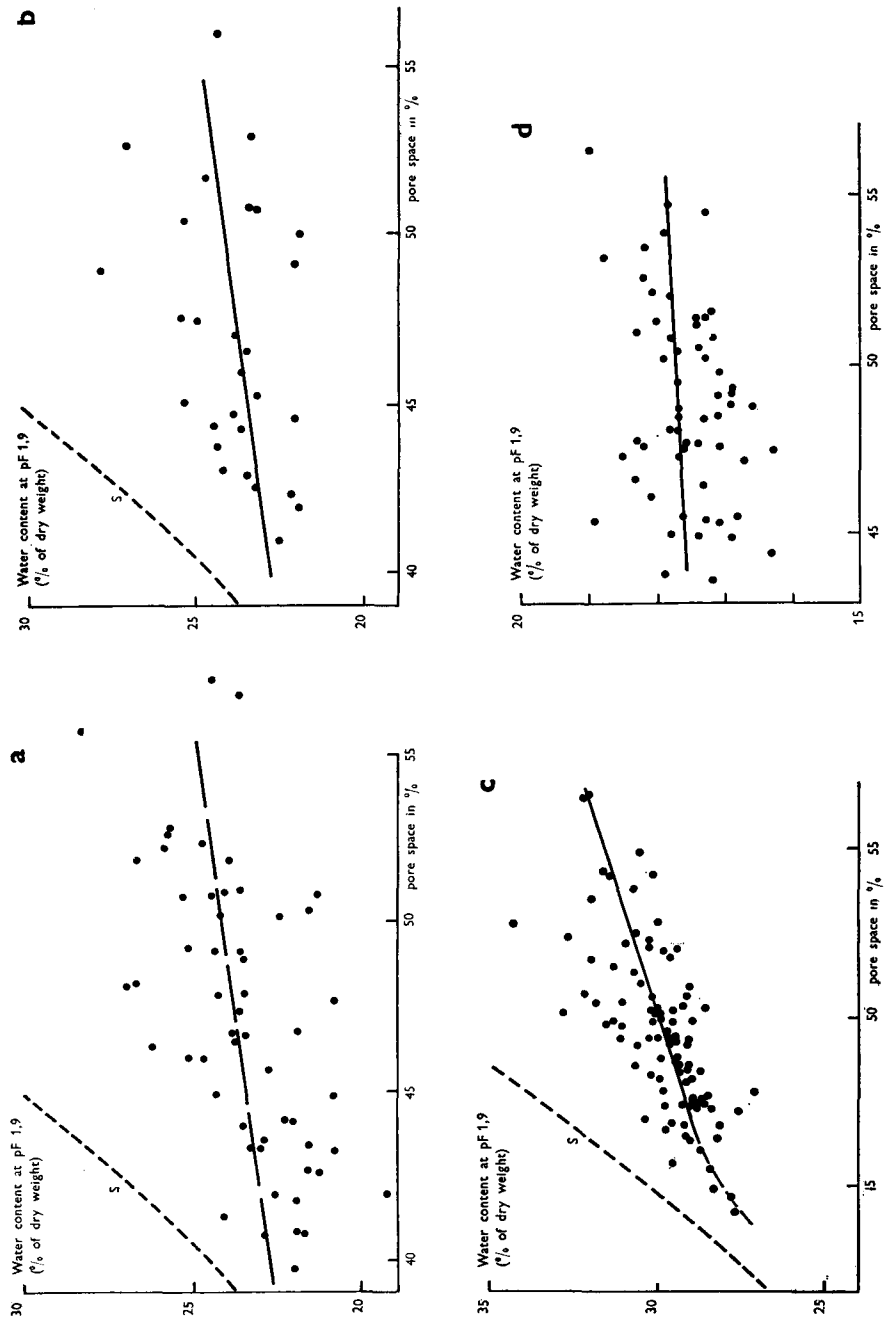 a
Water content at pF 1,9
(% of dry weight)
S
30
25
20
40 45 50 55
pore space in %
b
Water content at pF 1,9
(% of dry weight)
S
30
25
20
40 45 50 55
pore space in %
c
Water content at pF 1,9
(% of dry weight)
S
35
30
25
45 50 55
pore space in %
d
Water content at pF 1,9
(% of dry weight)
20
15
45 50 55
pore space in %